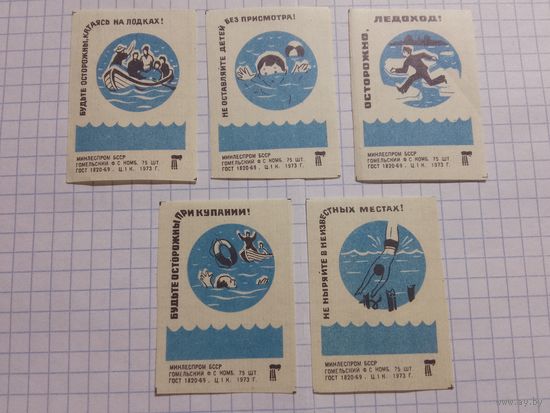 БУДЬТЕ ОСТОРОЖНЫ, КАТАЯСЬ НА ЛОДКАХ!
МИНЛЕСПРОМ БССР
ГОМЕЛЬСКИЙ Ф С КОМБ. 75 ШТ
ГОСТ 1820-69. Ц. 1 К. 1973 Г.
НЕ ОСТАВЛЯЙТЕ ДЕТЕЙ БЕЗ ПРИСМОТРА!
МИНЛЕСПРОМ БССР
ГОМЕЛЬСКИЙ Ф С КОМБ. 75 ШТ.
ГОСТ 1820-69. Ц. 1 К. 1973 Г.
ОСТОРОЖНО, ЛЕДОХОД!
МИНЛЕСПРОМ БССР
ГОМЕЛЬСКИЙ Ф С КОМБ. 75 ШТ.
ГОСТ 1820-69. Ц. 1 К. 1973 Г.
БУДЬТЕ ОСТОРОЖНЫ ПРИ КУПАНИИ!
МИНЛЕСПРОМ БССР
ГОМЕЛЬСКИЙ Ф С КОМБ. 75 ШТ
ГОСТ 1820-69. Ц. 1 К. 1973 Г.
НЕ НЫРЯЙТЕ В НЕИЗВЕСТНЫХ МЕСТАХ!
МИНЛЕСПРОМ БССР
ГОМЕЛЬСКИЙ Ф С КОМБ. 75 ШТ.
ГОСТ 1820-69. Ц. 1 К. 1973 Г.
www.ay.by